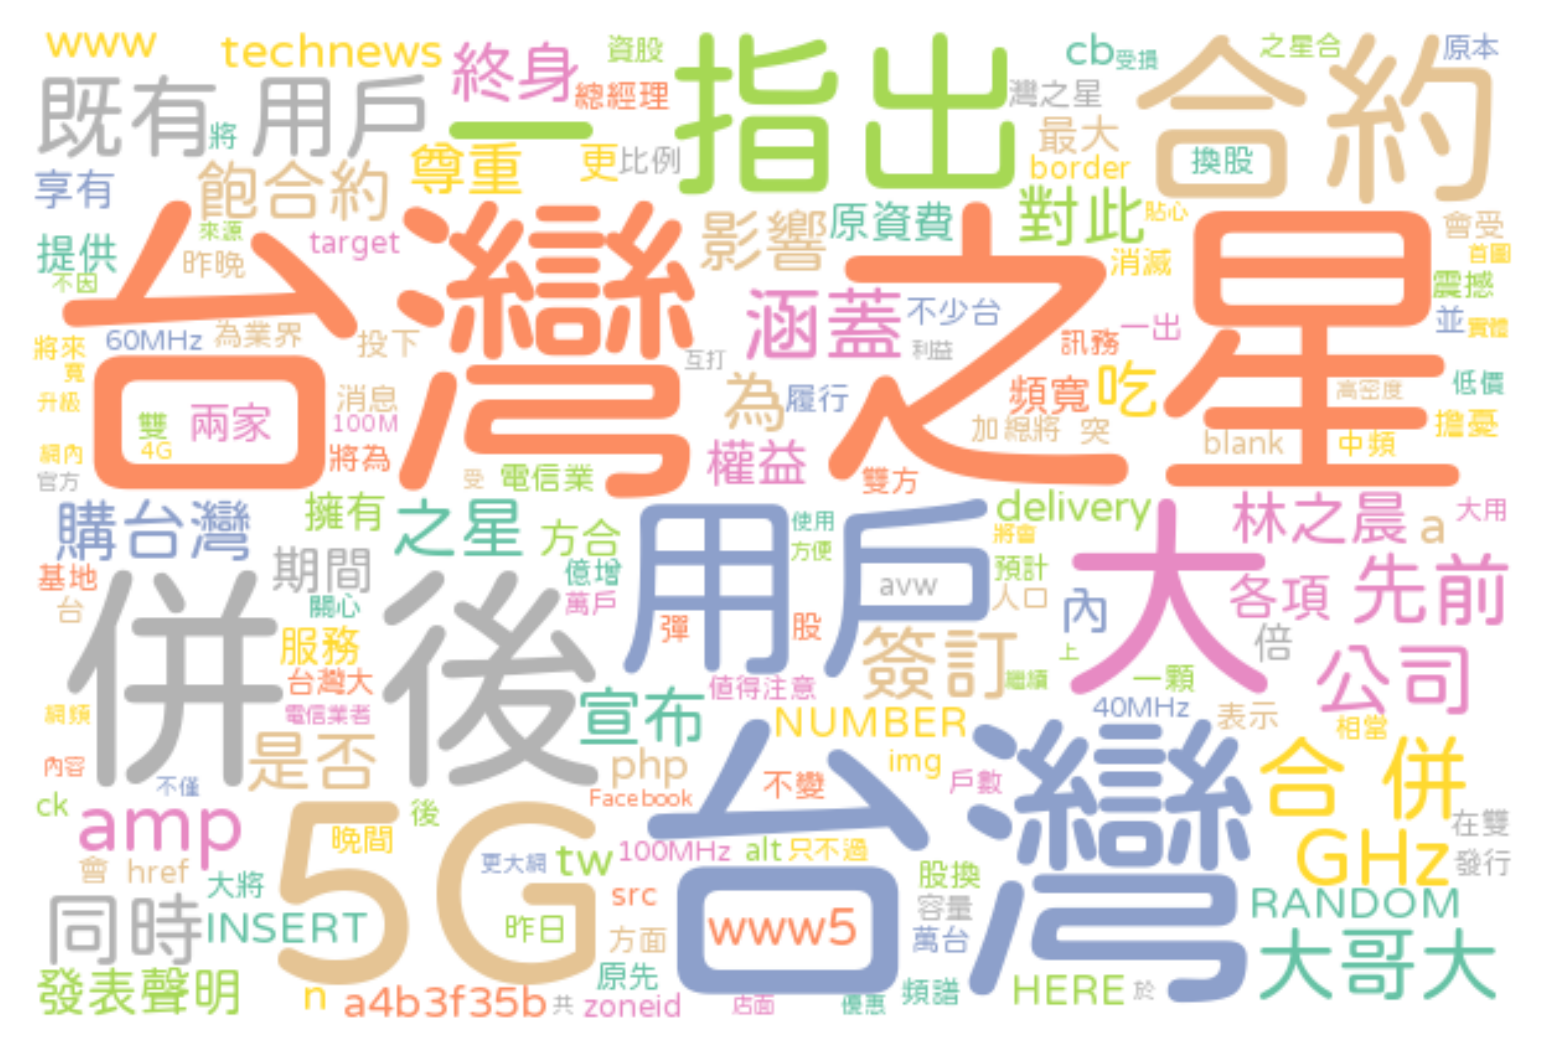 www
technews
終身
資股
指出
cb
受損
合約
之星合
原本
既有
用戶
將
一
總經理
灣之星
最大
享有
飽合約
尊重
更
比例
border
換股
提供
來源
不因
昨晚
target
影響
原資費
對此
貼心
消滅
會受
首圖
震撼
台灣之星
60MHz
為業界
投下
涵蓋
不少台
利益
互打
訊務
一出
並
實體
將來
寬
升級
雙
兩家
4G
消息
100M
將為
為
履行
頻寬
吃
高密度
低價
擔憂
網內
官方
受
電信業
權益
加
總將
突
雙方
blank
中頻
購台灣
擁有
之星
方合
使用
方便
用戶
delivery
將會
大
林之晨
a
大用
基地
台
期間
關心
億增
萬戶
彈
股
avw
預計
人口
內
各項
先前
併後
服務
台灣大
電信業者
簽訂
繼續
上
倍
一顆
公司
網頻
宣布
值得注意
NUMBER
40MHz
表示
相當
是否
內容
不僅
php
Facebook
不變
img
戶數
合併
ck
amp
5G
晚間
後
更大網
tw
100MHz
alt
只不過
台灣
GHz
在雙
發行
會
href
大將
同時
INSERT
昨日
src
方面
www5
股換
容量
萬台
RANDOM
大哥大
發表聲明
n
a4b3f35b
共
原先
zoneid
店面
優惠
頻譜
HERE
於